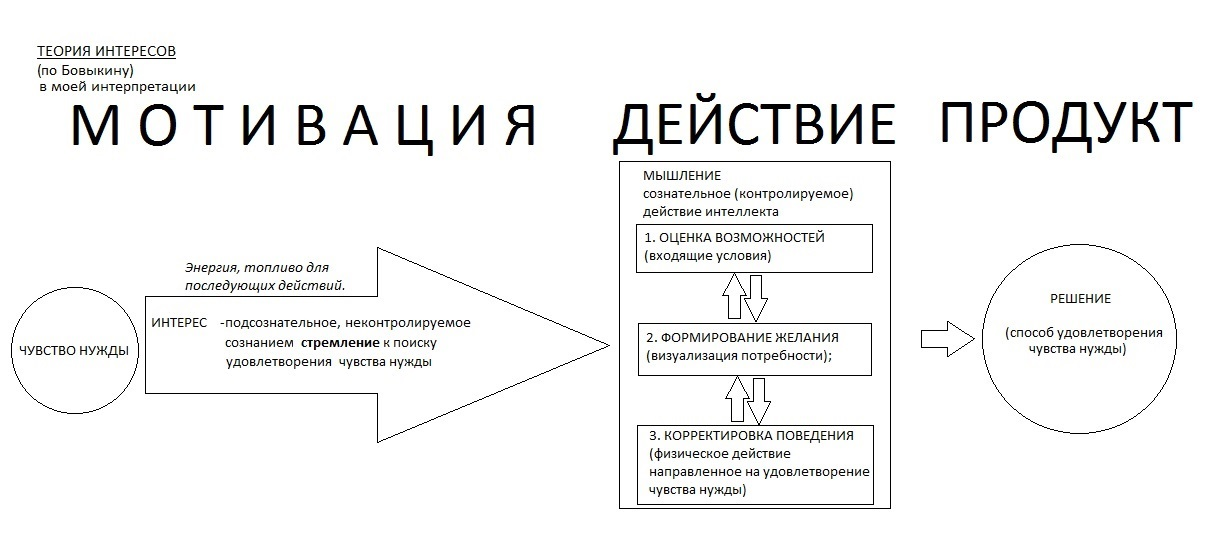 ТЕОРИЯ ИНТЕРЕСОВ
(по Бовыкину)
в моей интерпретации
МОТИВАЦИЯ
ДЕЙСТВИЕ
ПРОДУКТ
ЧУВСТВО НУЖДЫ
Энергия, топливо для
последующих действий.
ИНТЕРЕС -подсознательное, неконтролируемое
сознанием стремление к поиску
удовлетворения чувства нужды
МЫШЛЕНИЕ
сознательное (контролируемое)
действие интеллекта
1. ОЦЕНКА ВОЗМОЖНОСТЕЙ
(входящие условия)
2. ФОРМИРОВАНИЕ ЖЕЛАНИЯ
(визуализация потребности);
3. КОРРЕКТИРОВКА ПОВЕДЕНИЯ
(физическое действие
направленное на удовлетворение
чувства нужды)
РЕШЕНИЕ
(способ удовлетворения
чувства нужды)